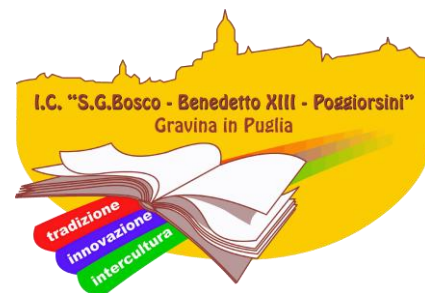 I.C. “S.G.Bosco - Benedetto XIII - Poggiorsini”
Gravina in Puglia
tradizione
innovazione
intercultura